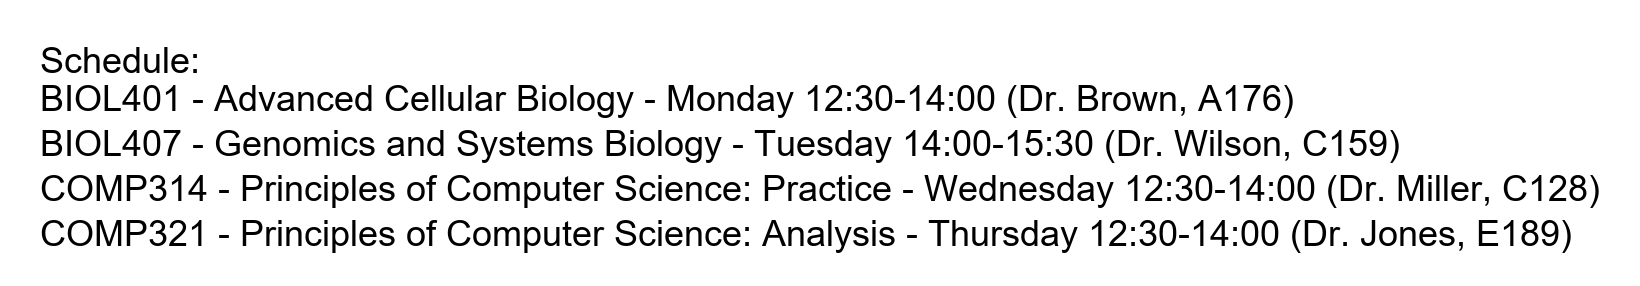 Schedule:
BIOL401 - Advanced Cellular Biology - Monday 12:30-14:00 (Dr. Brown, A176)
BIOL407 - Genomics and Systems Biology - Tuesday 14:00-15:30 (Dr. Wilson, C159)
COMP314 - Principles of Computer Science: Practice - Wednesday 12:30-14:00 (Dr. Miller, C128)
COMP321 - Principles of Computer Science: Analysis - Thursday 12:30-14:00 (Dr. Jones, E189)